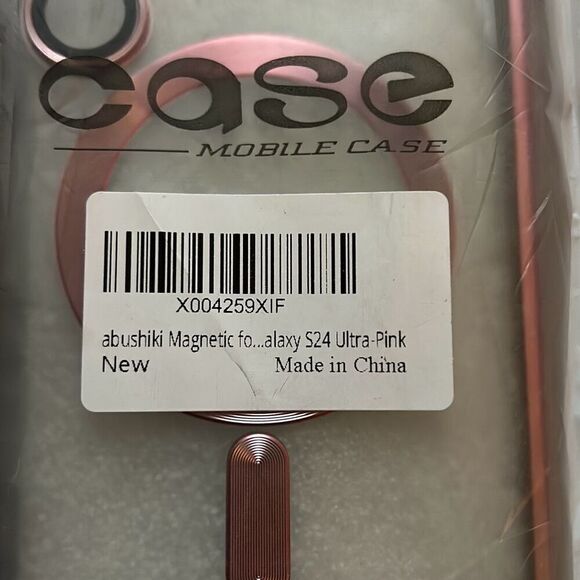 case
MOBILE CASE
X004259XIF
abushiki Magnetic fo...alaxy S24 Ultra-Pink
New Made in China